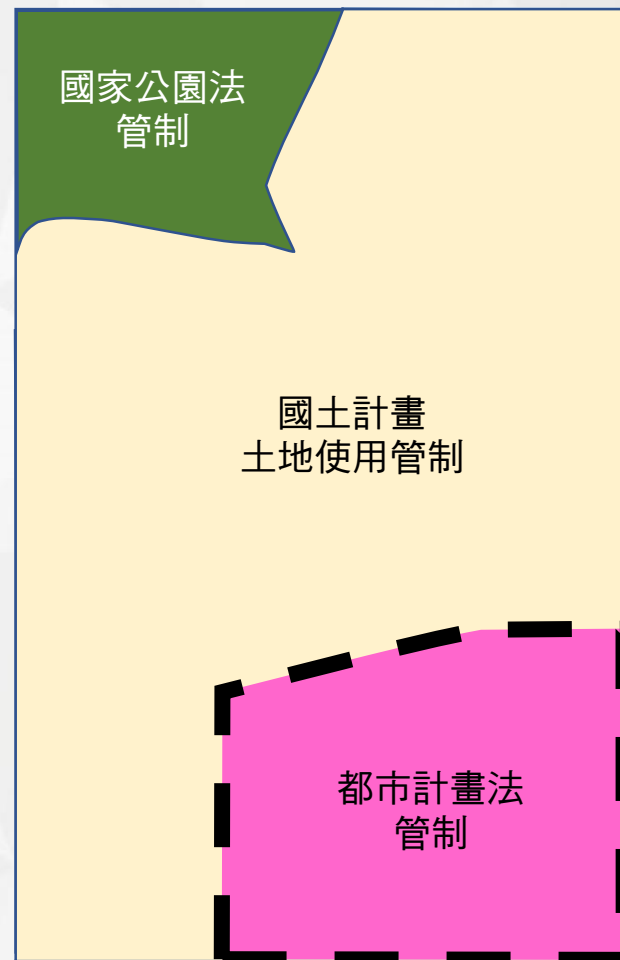 國家公園法
管制
國土計畫
土地使用管制
都市計畫法
管制